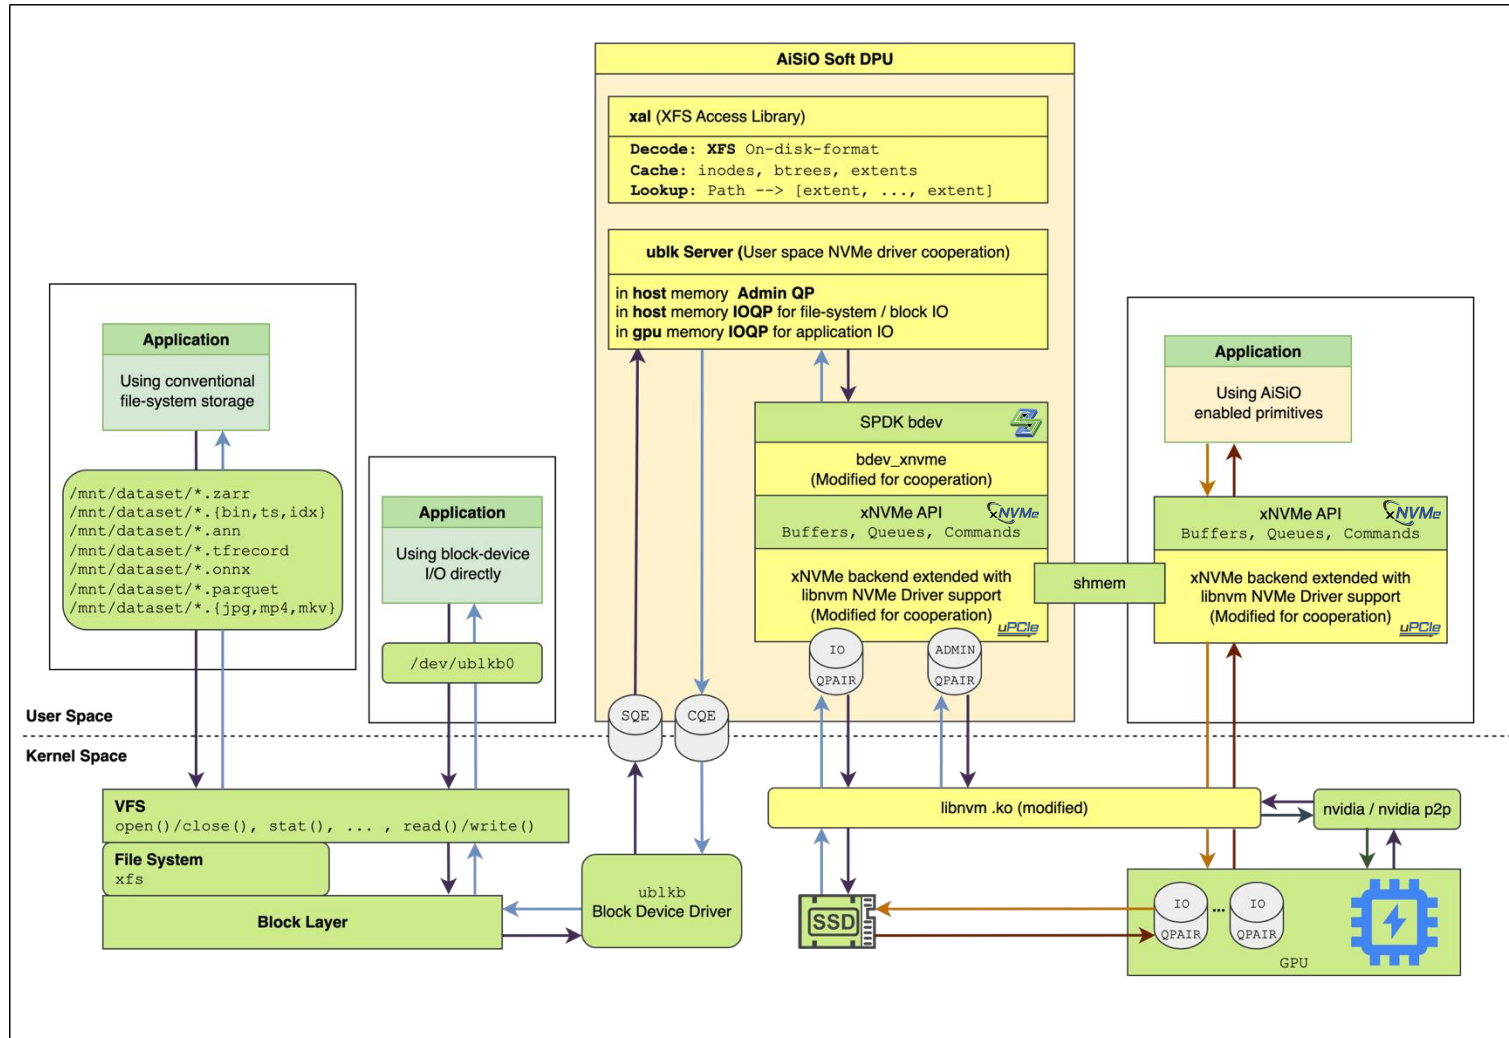 AiSiO Soft DPU
xal (XFS Access Library)
Decode: XFS On-disk-format
Cache: inodes, btrees, extents
Lookup: Path --> [extent, ..., extent]
ublk Server (User space NVMe driver cooperation)
in host memory Admin QP
in host memory IOQP for file-system / block IO
in gpu memory IOQP for application IO
Application
Using conventional
file-system storage
/mnt/dataset/*.zarr
/mnt/dataset/*.{bin,ts,idx}
/mnt/dataset/*.ann
/mnt/dataset/*.tfrecord
/mnt/dataset/*.onnx
/mnt/dataset/*.parquet
/mnt/dataset/*.{jpg,mp4,mkv}
Application
Using block-device
I/O directly
/dev/ublkb0
SPDK bdev
bdev_xnvme
(Modified for cooperation)
xNVMe API
xNVMe
Buffers, Queues, Commands
xNVMe backend extended with
libnvm NVMe Driver support
(Modified for cooperation)
uPCIe
IO
QPAIR
ADMIN
QPAIR
shmem
Application
Using AiSiO
enabled primitives
xNVMe API
xNVMe
Buffers, Queues, Commands
xNVMe backend extended with
libnvm NVMe Driver support
(Modified for cooperation)
uPCIe
SQE
CQE
User Space
Kernel Space
VFS
open()/close(), stat(), ... , read()/write()
File System
xfs
Block Layer
ublkb
Block Device Driver
libnvm .ko (modified)
nvidia / nvidia p2p
SSD
IO
QPAIR
...
IO
QPAIR
GPU